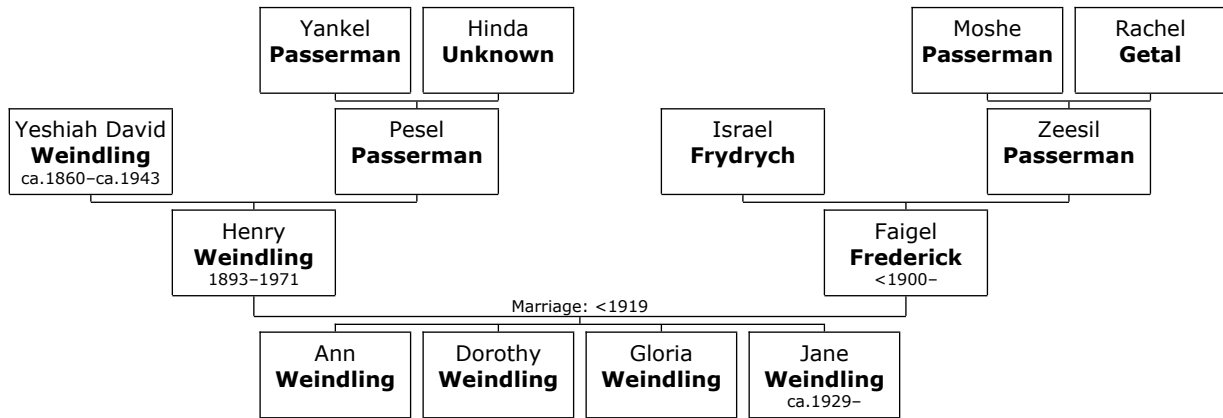 Yankel
Passerman
Hinda
Unknown
Moshe
Passerman
Rachel
Getal
Yeshiah David
Weindling
ca.1860–ca.1943
Pesel
Passerman
Israel
Frydrych
Zeesil
Passerman
Henry
Weindling
1893–1971
Faigel
Frederick
<1900–
Marriage: <1919
Ann
Weindling
Dorothy
Weindling
Gloria
Weindling
Jane
Weindling
ca.1929–